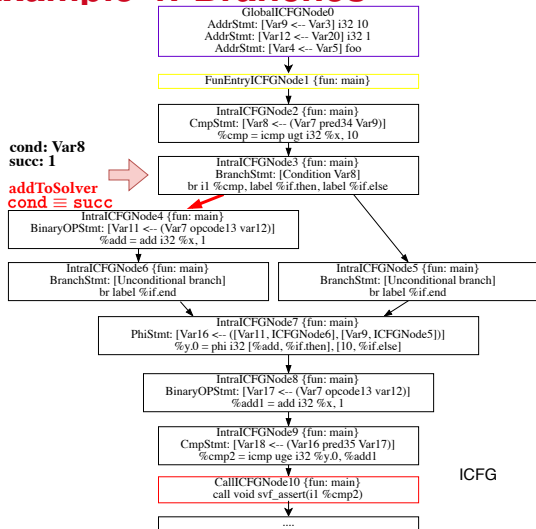 GlobalICFGNode0
AddrStmt: [Var9 <-- Var3] i32 10
AddrStmt: [Var12 <-- Var20] i32 1
AddrStmt: [Var4 <-- Var5] foo
FunEntryICFGNode1 {fun: main}
IntraICFGNode2 {fun: main}
CmpStmt: [Var8 <-- (Var7 pred34 Var9)]
%cmp = icmp ugt i32 %x, 10
cond: Var8
succ: 1
IntraICFGNode3 {fun: main}
BranchStmt: [Condition Var8]
br i1 %cmp, label %if.then, label %if.else
addToSolver
cond ≡ succ
IntraICFGNode4 {fun: main}
BinaryOPStmt: [Var11 <-- (Var7 opcode13 var12)]
%add = add i32 %x, 1
IntraICFGNode6 {fun: main}
BranchStmt: [Unconditional branch]
br label %if.end
IntraICFGNode5 {fun: main}
BranchStmt: [Unconditional branch]
br label %if.end
IntraICFGNode7 {fun: main}
PhiStmt: [Var16 <-- ([Var11, ICFGNode6], [Var9, ICFGNode5])]
%y.0 = phi i32 [%add, %if.then], [10, %if.else]
IntraICFGNode8 {fun: main}
BinaryOPStmt: [Var17 <-- (Var7 opcode13 var12)]
%add1 = add i32 %x, 1
IntraICFGNode9 {fun: main}
CmpStmt: [Var18 <-- (Var16 pred35 Var17)]
%cmp2 = icmp uge i32 %y.0, %add1
ICFG
CallICFGNode10 {fun: main}
call void svf_assert(i1 %cmp2)
....